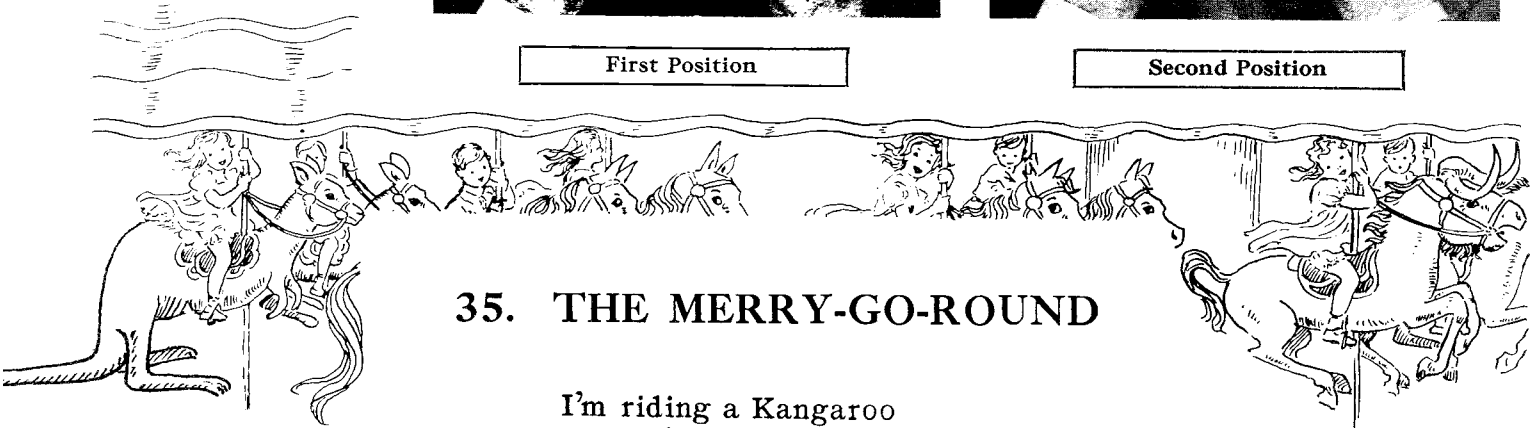 First Position
Second Position
35. THE MERRY-GO-ROUND
I'm riding a Kangaroo